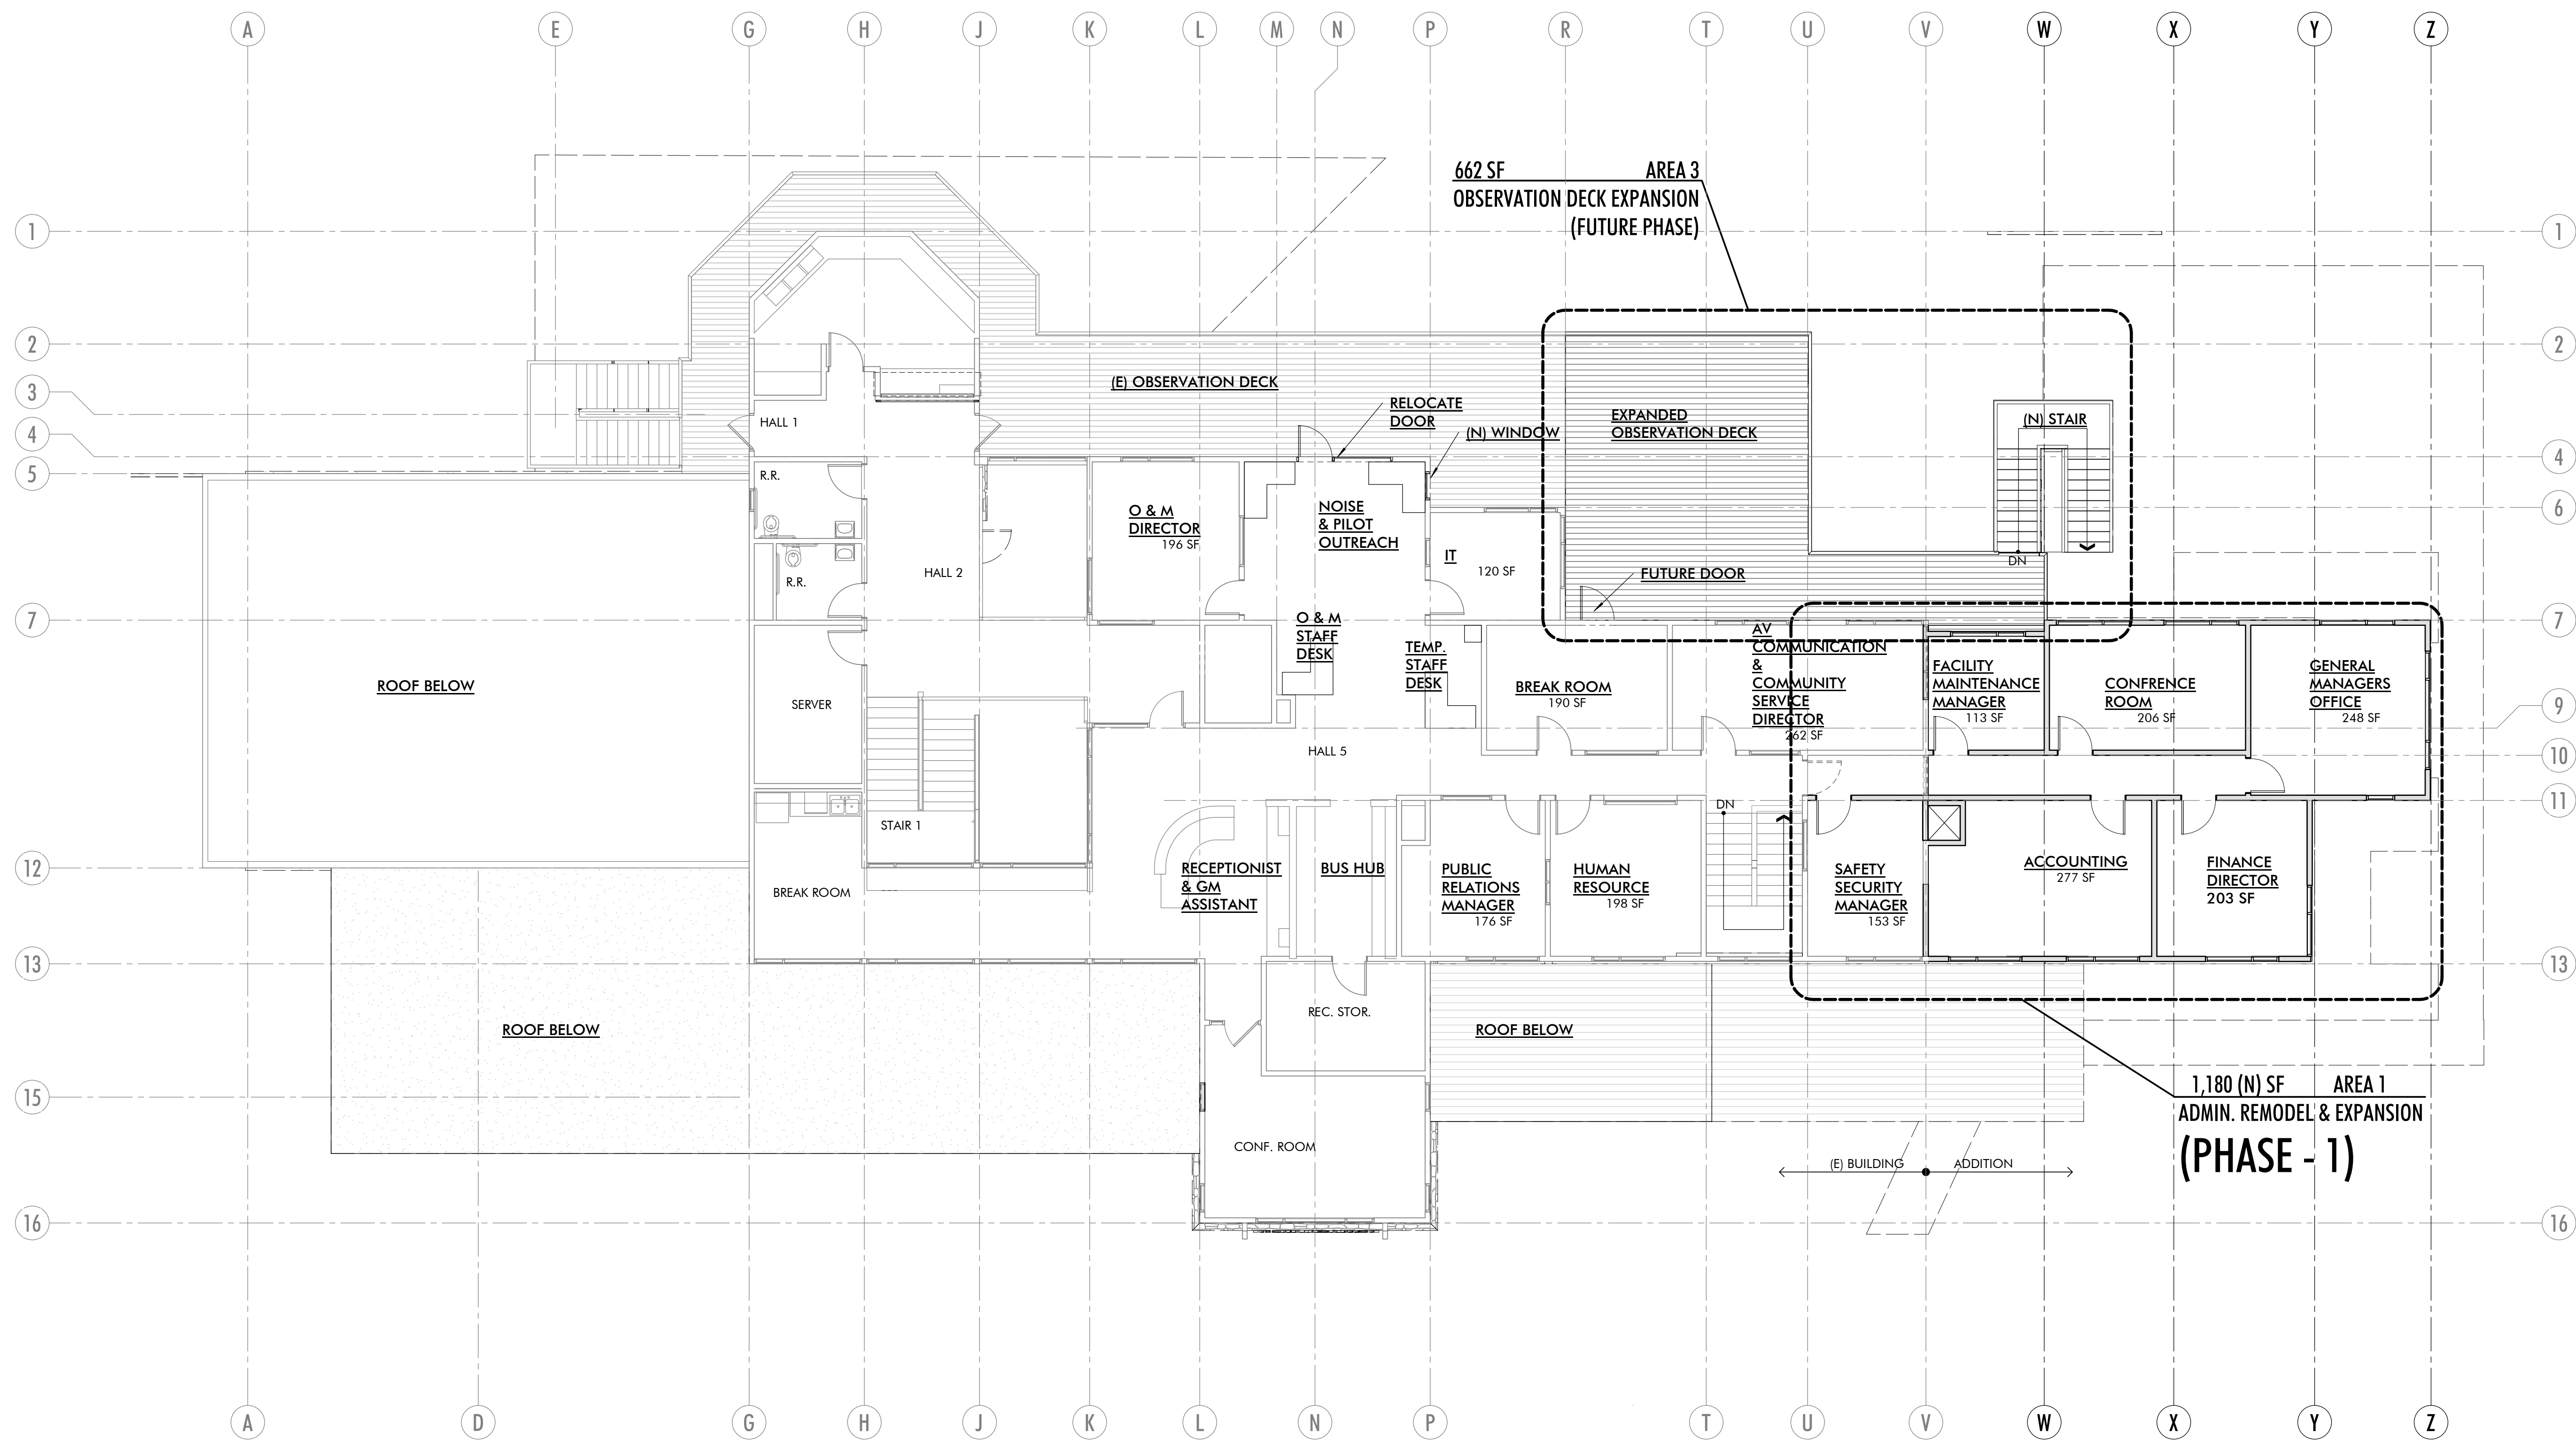 A E G H J K L M N P R T U V W X Y Z
662 SF AREA 3
OBSERVATION DECK EXPANSION
(FUTURE PHASE)
1 1
2 2
3
4 4
5
6
7 7
9
10
11
12
13 13
15
16 16
(E) OBSERVATION DECK
RELOCATE
DOOR
(N) WINDOW
EXPANDED
OBSERVATION DECK
(N) STAIR
DN
HALL 1
R.R.
R.R.
HALL 2
O & M
DIRECTOR
196 SF
NOISE
& PILOT
OUTREACH
IT
120 SF
FUTURE DOOR
O & M
STAFF
DESK
TEMP.
STAFF
DESK
BREAK ROOM
190 SF
AV
COMMUNICATION
&
COMMUNITY
SERVICE
DIRECTOR
262 SF
FACILITY
MAINTENANCE
MANAGER
113 SF
CONFRENCE
ROOM
206 SF
GENERAL
MANAGERS
OFFICE
248 SF
ROOF BELOW
SERVER
HALL 5
STAIR 1
DN
BREAK ROOM
RECEPTIONIST
& GM
ASSISTANT
BUS HUB
PUBLIC
RELATIONS
MANAGER
176 SF
HUMAN
RESOURCE
198 SF
SAFETY
SECURITY
MANAGER
153 SF
ACCOUNTING
277 SF
FINANCE
DIRECTOR
203 SF
ROOF BELOW
REC. STOR.
ROOF BELOW
CONF. ROOM
1,180 (N) SF AREA 1
ADMIN. REMODEL & EXPANSION
(PHASE - 1)
(E) BUILDING ADDITION
A D G H J K L N P T U V W X Y Z